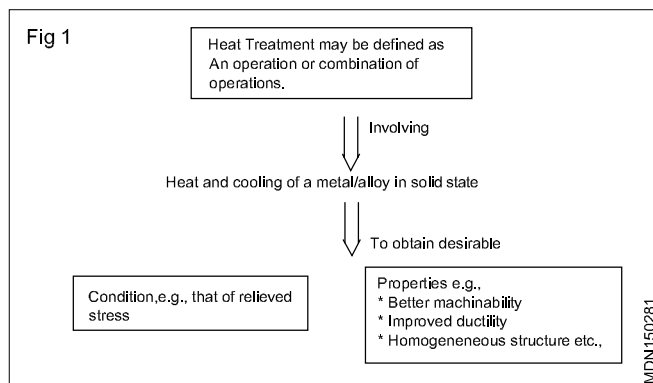 Fig 1
Heat Treatment may be defined as
An operation or combination of
operations.
Involving
Heat and cooling of a metal/alloy in solid state
To obtain desirable
Condition,e.g., that of relieved
stress
Properties e.g.,
* Better machinability
* Improved ductility
* Homogeneneous structure etc.,
MDN150281